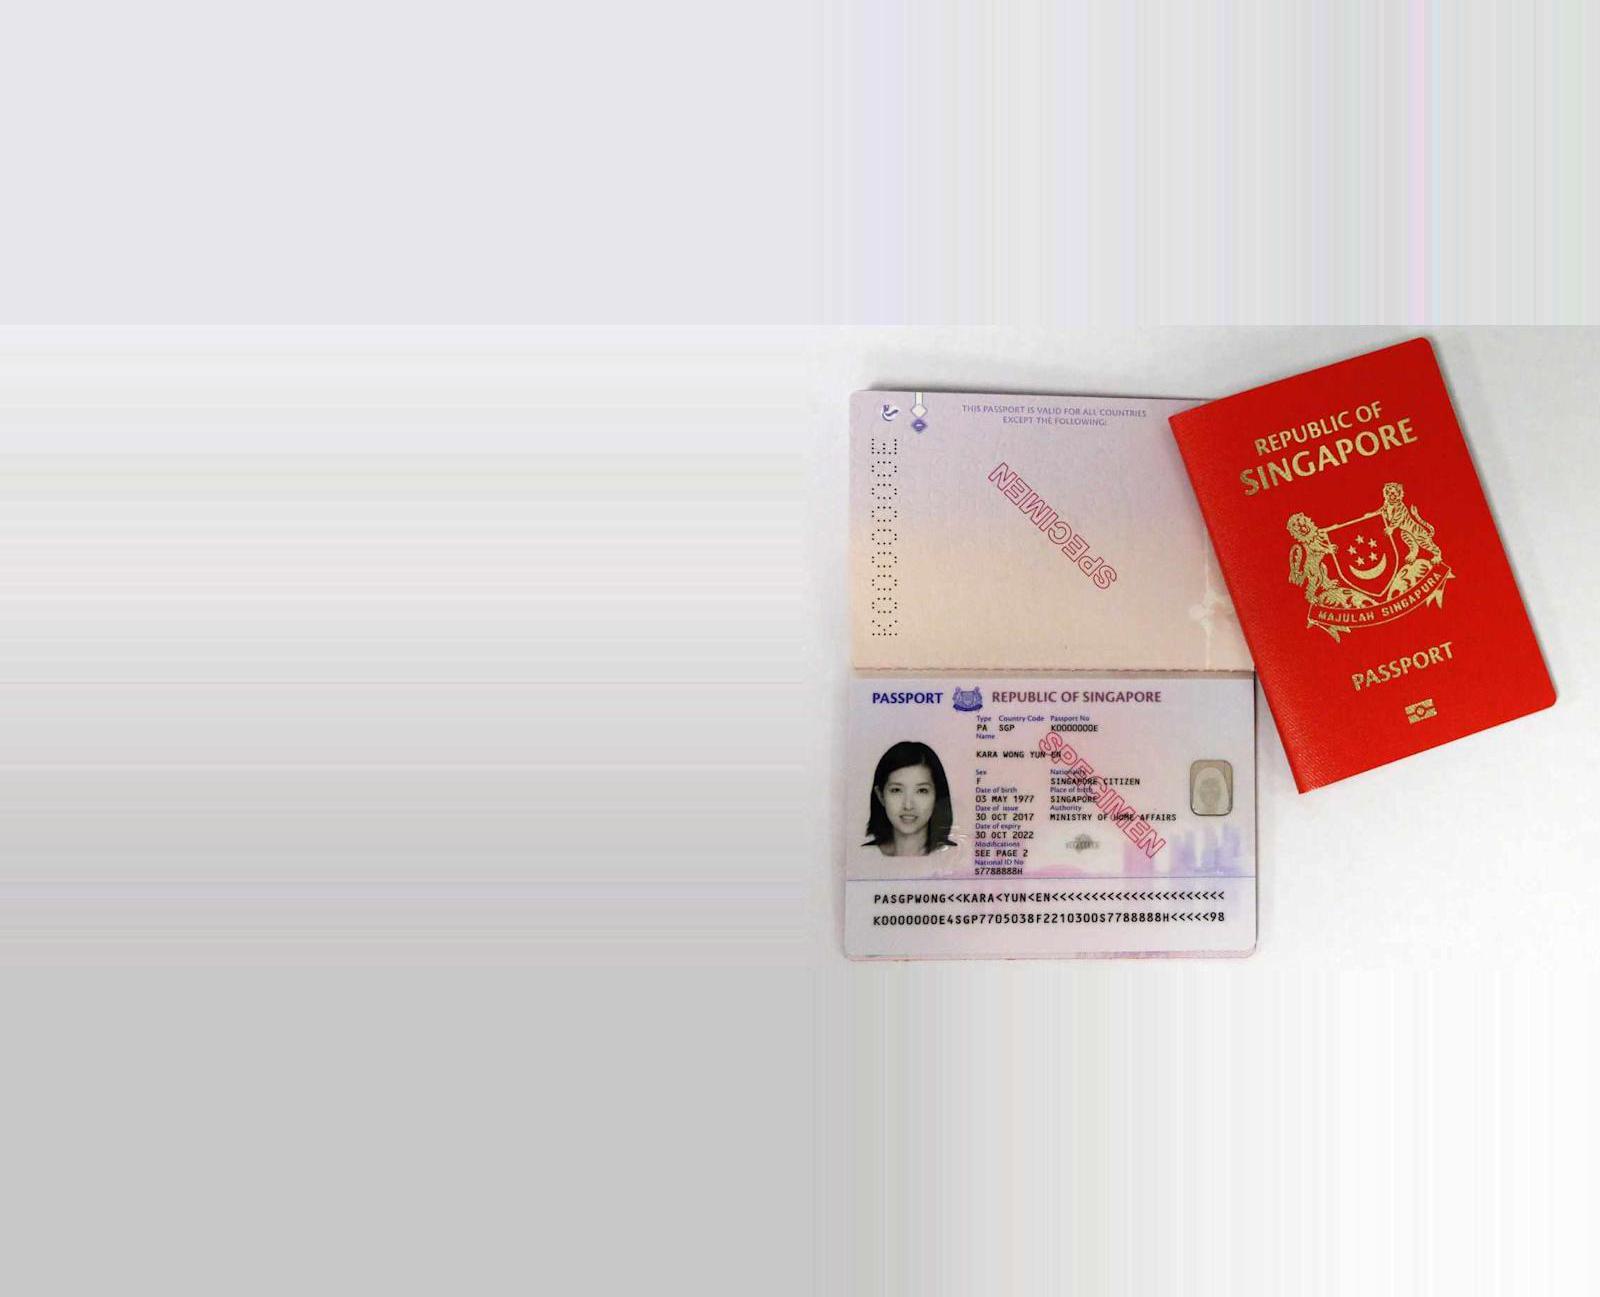 THIS PASSPORT IS VALID FOR ALL COUNTRIES
EXCEPT THE FOLLOWING:
K0000000E
SPECIMEN
PASSPORT REPUBLIC OF SINGAPORE
Type Country Code Passport No
PA SGP K0000000E
Name
KARA WONG YUN EN
Sex Nationality
F SINGAPORE CITIZEN
Date of birth Place of birth
03 MAY 1977 SINGAPORE
Date of issue Authority
30 OCT 2017 MINISTRY OF HOME AFFAIRS
Date of expiry
30 OCT 2022
Modifications
SEE PAGE 2
National ID No
S7788888H
SPECIMEN
PASGPWONG<<KARA<YUN<EN<<<<<<<<<<<<<<<<<<<<<<
K0000000E4SGP7705038F2210300S7788888H<<<<<98
REPUBLIC OF
SINGAPORE
MAJULAH SINGAPURA
PASSPORT